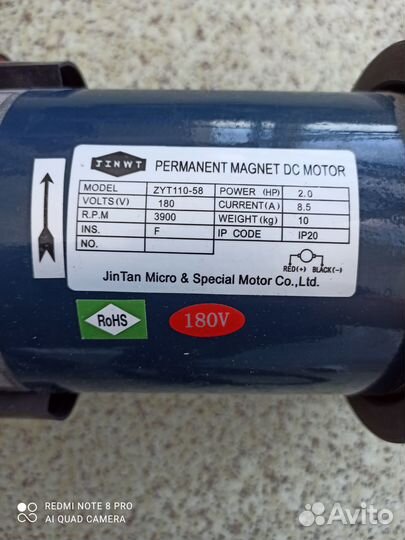 JINWT PERMANENT MAGNET DC MOTOR
MODEL ZYT110-58 POWER (HP) 2.0
VOLTS(V) 180 CURRENT(A) 8.5
R.P.M 3900 WEIGHT(kg) 10
INS. F IP CODE IP20
NO.
RED(+) BLACK(-)
JinTan Micro & Special Motor Co.,Ltd.
RoHS
180V
REDMI NOTE 8 PRO
AI QUAD CAMERA
Avito